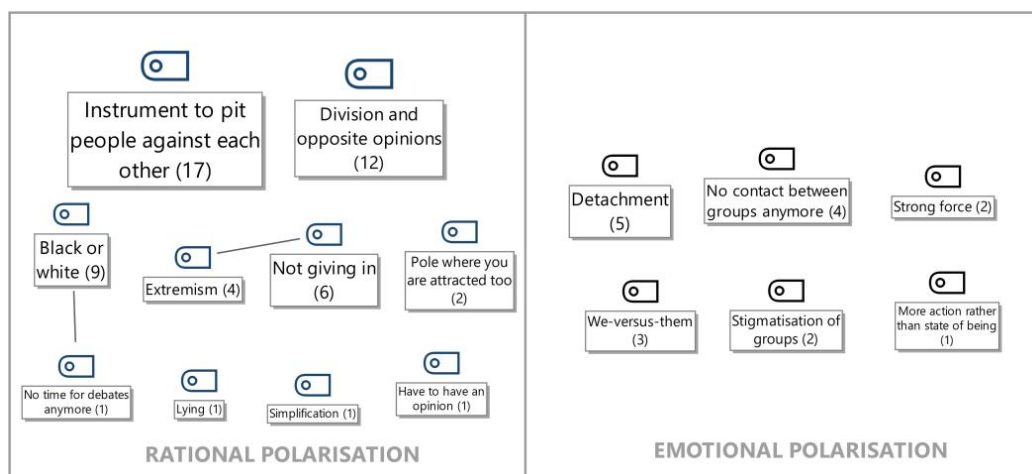 Instrument to pit
people against each
other (17)
Division and
opposite opinions
(12)
Black or
white (9)
Extremism (4)
Not giving in
(6)
Pole where you
are attracted too
(2)
No time for debates
anymore (1)
Lying (1)
Simplification (1)
Have to have an
opinion (1)
RATIONAL POLARISATION
Detachment
(5)
No contact between
groups anymore (4)
Strong force (2)
We-versus-them
(3)
Stigmatisation of
groups (2)
More action rather
than state of being
(1)
EMOTIONAL POLARISATION